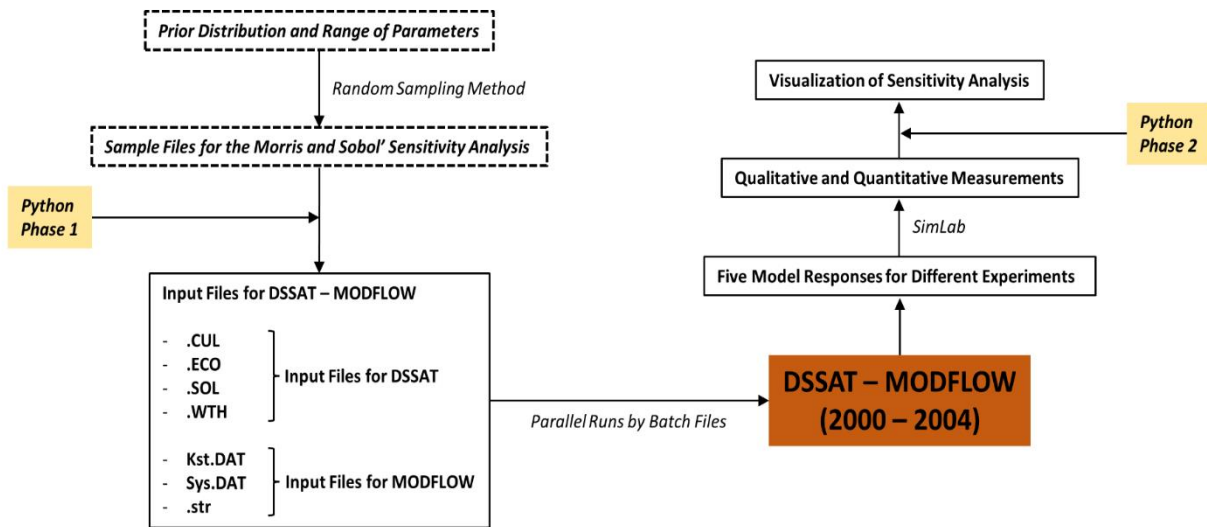 Prior Distribution and Range of Parameters
Random Sampling Method
Sample Files for the Morris and Sobol’ Sensitivity Analysis
Python
Phase 1
Input Files for DSSAT – MODFLOW
- .CUL
- .ECO
- .SOL
- .WTH
Input Files for DSSAT
- Kst.DAT
- Sys.DAT
- .str
Input Files for MODFLOW
Parallel Runs by Batch Files
DSSAT – MODFLOW
(2000 – 2004)
Five Model Responses for Different Experiments
SimLab
Qualitative and Quantitative Measurements
Python
Phase 2
Visualization of Sensitivity Analysis